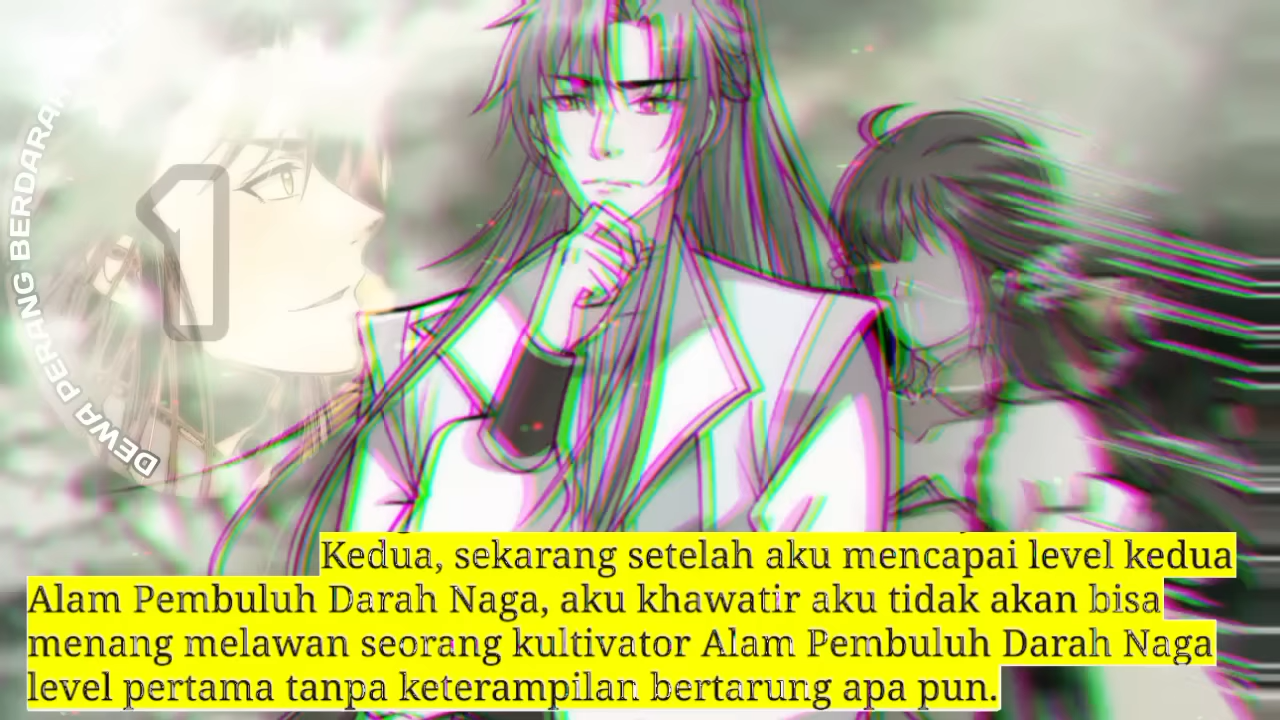 DEWA PERANG BERDARAH
1
Kedua, sekarang setelah aku mencapai level kedua
Alam Pembuluh Darah Naga, aku khawatir aku tidak akan bisa
menang melawan seorang kultivator Alam Pembuluh Darah Naga
level pertama tanpa keterampilan bertarung apa pun.